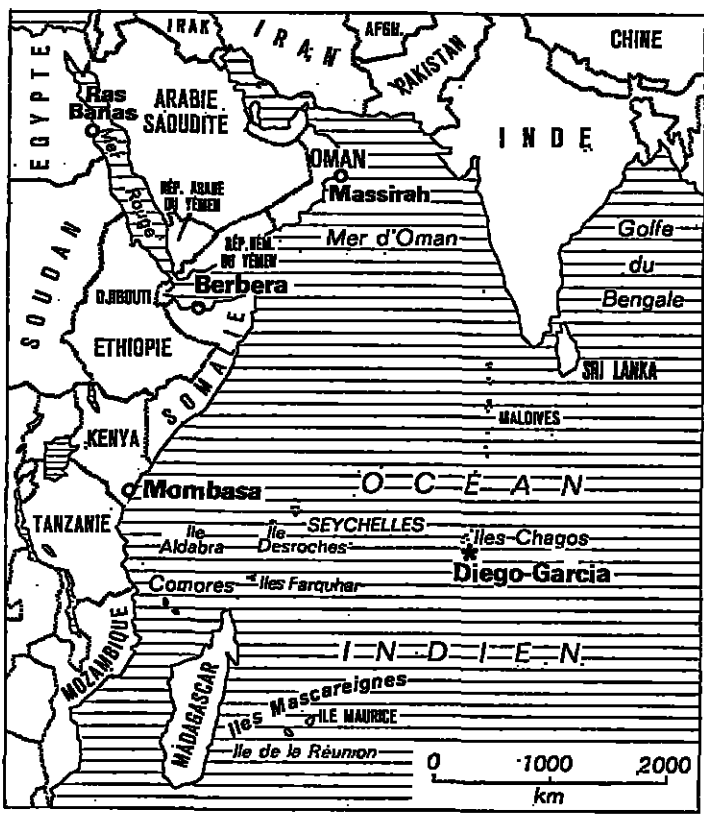 IRAK
IRAN
AFGH.
PAKISTAN
CHINE
EGYPTE
Ras
Banas
ARABIE
SAOUDITE
INDE
OMAN
Massirah
Mer Rouge
RÉP. ARABE
DU YÉMEN
RÉP. DÉM.
DU YÉMEN
Mer d'Oman
Golfe
du
Bengale
SOUDAN
DJIBOUTI
Berbera
ETHIOPIE
SOMALIE
SRI LANKA
MALDIVES
KENYA
Mombasa
OCÉAN
TANZANIE
SEYCHELLES
Ile
Aldabra
Ile
Desroches
Iles-Chagos
Diego-Garcia
Comores
Iles Farquhar
MOZAMBIQUE
INDIEN
MADAGASCAR
Iles Mascareignes
ILE MAURICE
Ile de la Réunion
0 1000 2000
km